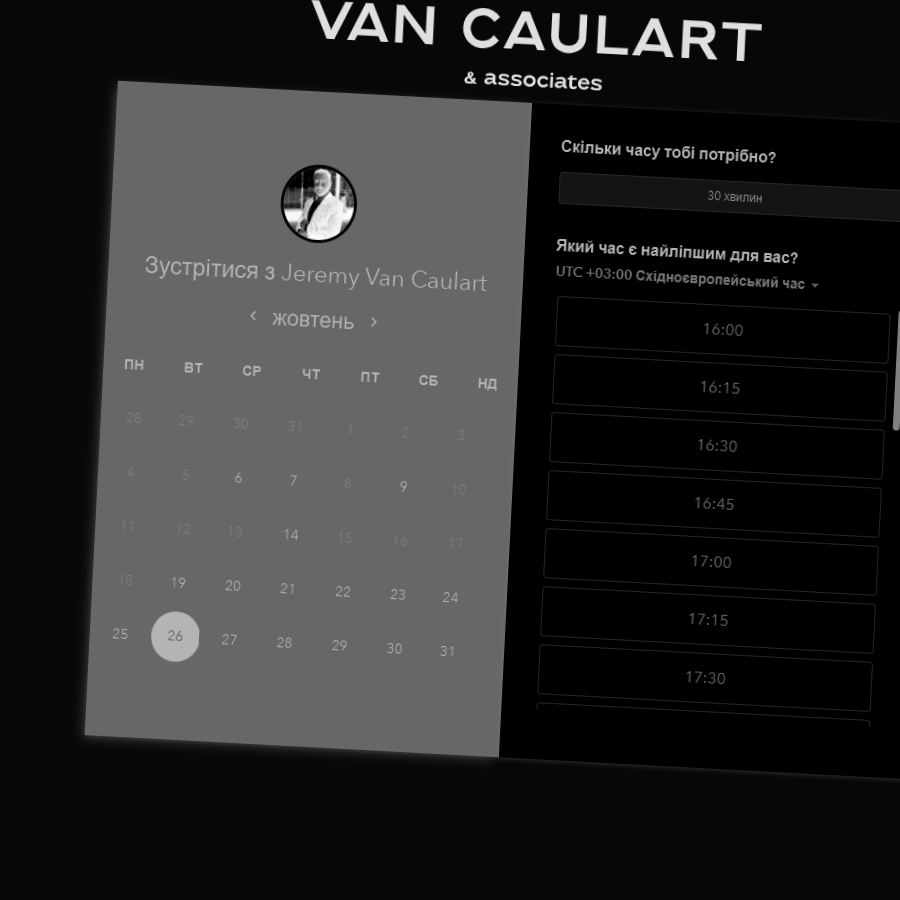 VAN CAULART
& associates
Зустрітися з Jeremy Van Caulart
жовтень
ПН ВТ СР ЧТ ПТ СБ НД
28 29 30 31 1 2 3
4 5 6 7 8 9 10
11 12 13 14 15 16 17
18 19 20 21 22 23 24
25 26 27 28 29 30 31
Скільки часу тобі потрібно?
30 хвилин
Який час є найліпшим для вас?
UTC +03:00 Східноєвропейський час
16:00
16:15
16:30
16:45
17:00
17:15
17:30